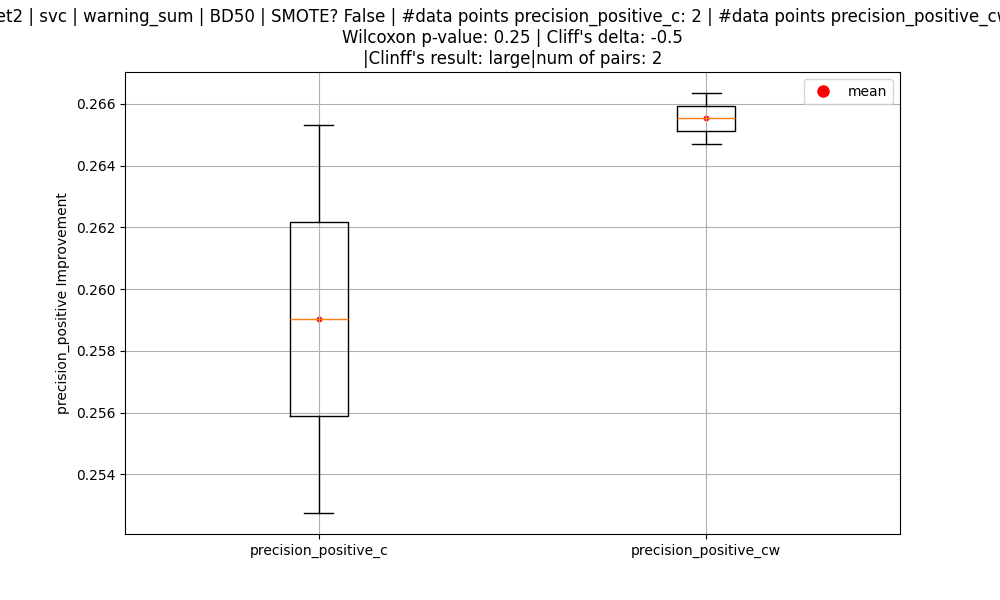 | svc | warning_sum | BD50 | SMOTE? False | #data points precision_positive_c: 2 | #data points
Wilcoxon p-value: 0.25 | Cliff's delta: -0.5
|Clinff's result: large|num of pairs: 2
mean
0.266
0.264
0.262
0.260
0.258
0.256
0.254
precision_positive Improvement
precision_positive_c
precision_positive_cw